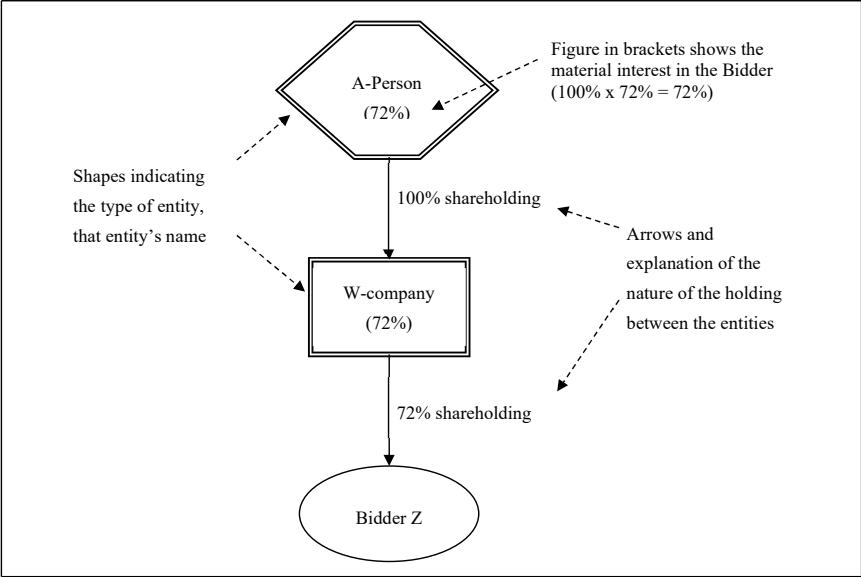 A-Person
(72%)
Figure in brackets shows the
material interest in the Bidder
(100% x 72% = 72%)
Shapes indicating
the type of entity,
that entity's name
100% shareholding
Arrows and
explanation of the
nature of the holding
between the entities
W-company
(72%)
72% shareholding
Bidder Z